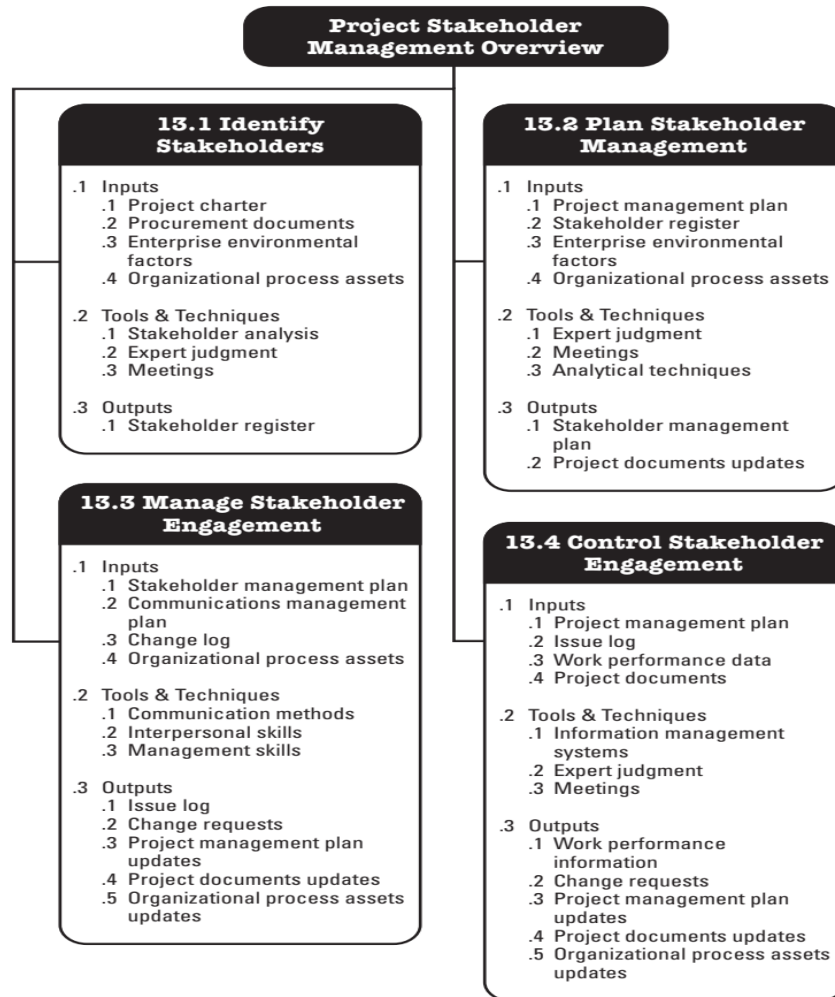 Project Stakeholder
Management Overview
13.1 Identify
Stakeholders
.1 Inputs
.1 Project charter
.2 Procurement documents
.3 Enterprise environmental
factors
.4 Organizational process assets
.2 Tools & Techniques
.1 Stakeholder analysis
.2 Expert judgment
.3 Meetings
.3 Outputs
.1 Stakeholder register
13.2 Plan Stakeholder
Management
.1 Inputs
.1 Project management plan
.2 Stakeholder register
.3 Enterprise environmental
factors
.4 Organizational process assets
.2 Tools & Techniques
.1 Expert judgment
.2 Meetings
.3 Analytical techniques
.3 Outputs
.1 Stakeholder management
plan
.2 Project documents updates
13.3 Manage Stakeholder
Engagement
.1 Inputs
.1 Stakeholder management plan
.2 Communications management
plan
.3 Change log
.4 Organizational process assets
.2 Tools & Techniques
.1 Communication methods
.2 Interpersonal skills
.3 Management skills
.3 Outputs
.1 Issue log
.2 Change requests
.3 Project management plan
updates
.4 Project documents updates
.5 Organizational process assets
updates
13.4 Control Stakeholder
Engagement
.1 Inputs
.1 Project management plan
.2 Issue log
.3 Work performance data
.4 Project documents
.2 Tools & Techniques
.1 Information management
systems
.2 Expert judgment
.3 Meetings
.3 Outputs
.1 Work performance
information
.2 Change requests
.3 Project management plan
updates
.4 Project documents updates
.5 Organizational process assets
updates